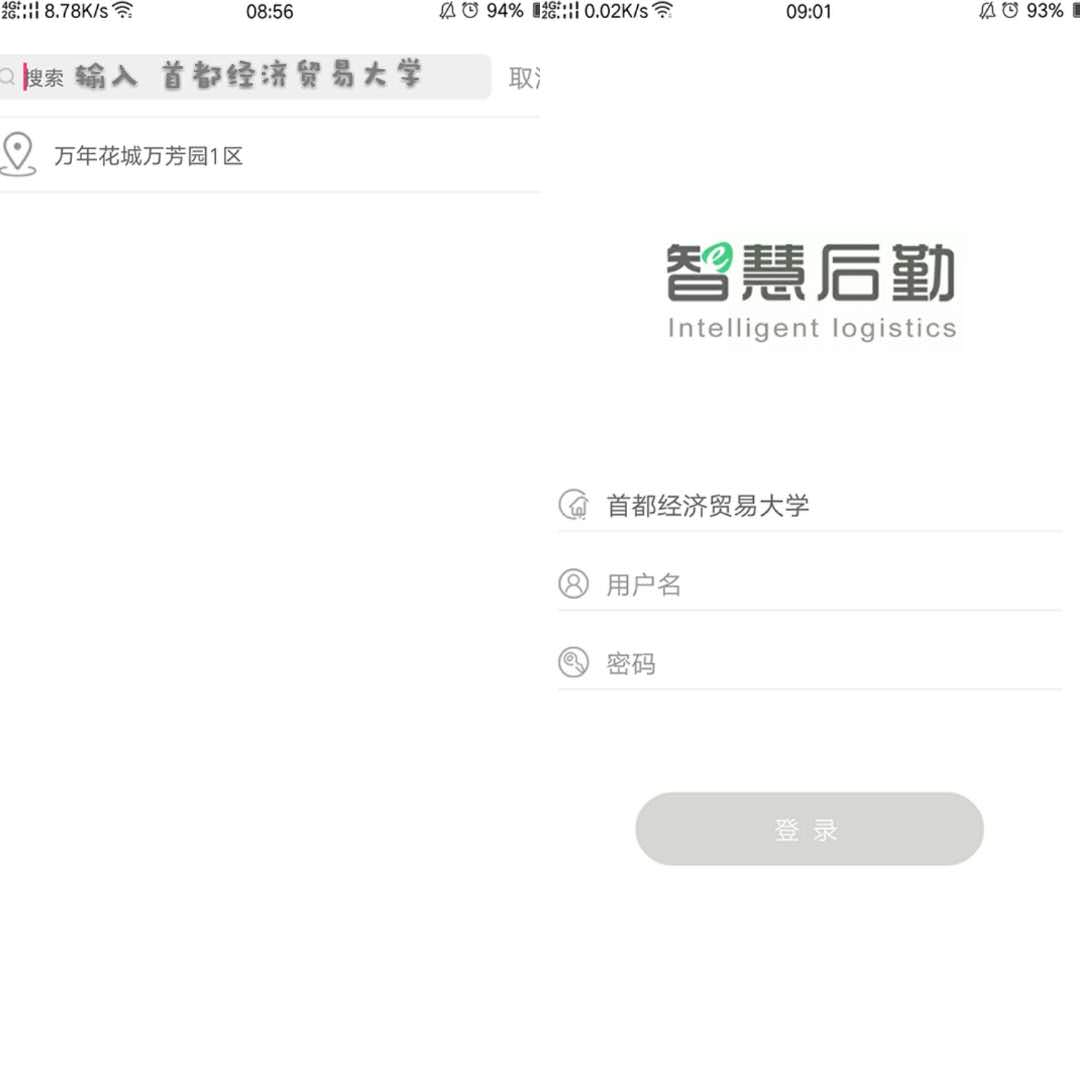 8.78K/s 08:56 94%
搜索 输入 首都经济贸易大学
万年花城万芳园1区
0.02K/s 09:01 93%
智慧后勤
Intelligent logistics
首都经济贸易大学
用户名
密码
登 录